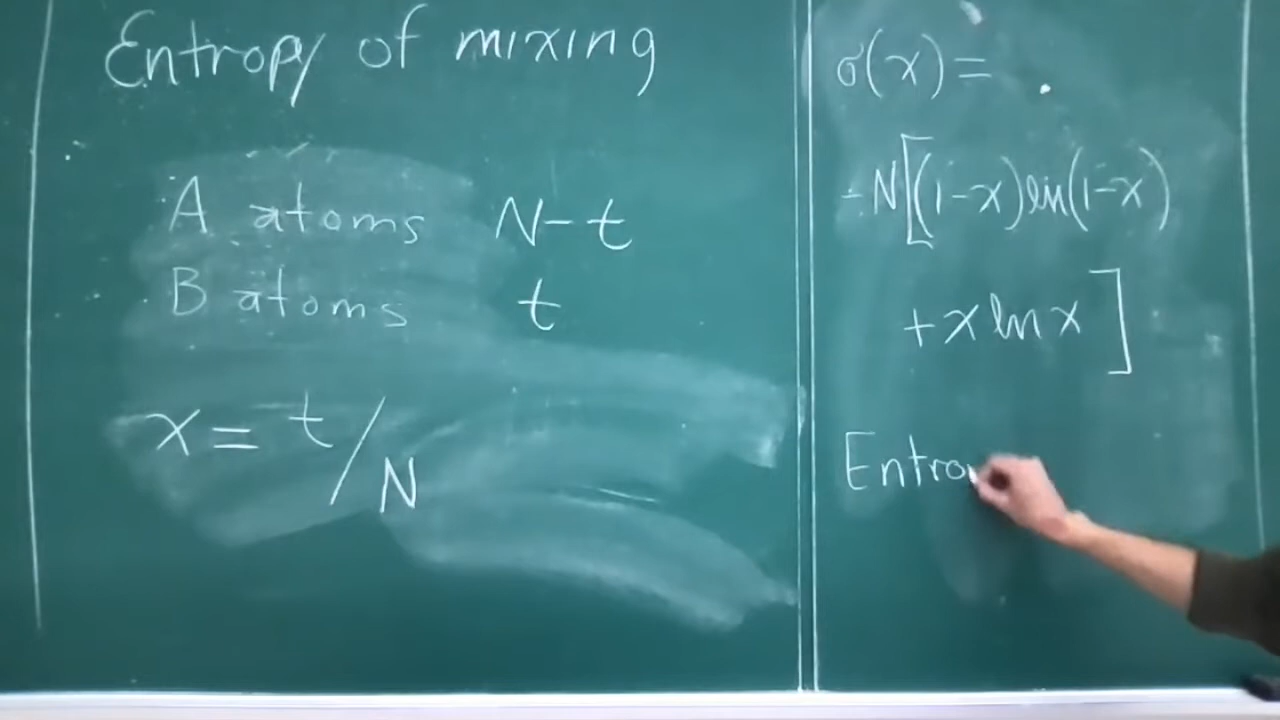 Entropy of mixing
A atoms N-t
B atoms t
x = t/N
σ(x) =
-N[(1-x)ln(1-x)
+ x ln x]
Entro